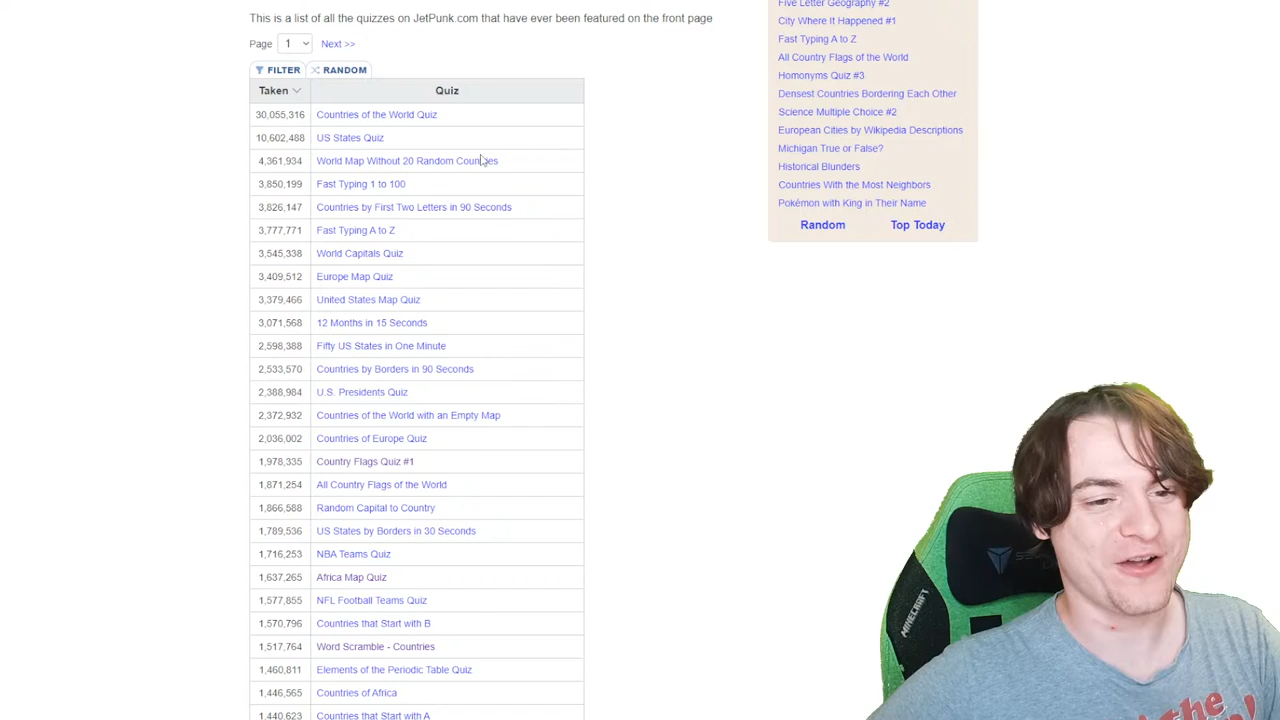 This is a list of all the quizzes on JetPunk.com that have ever been featured on the front page
Page 1 Next >>
FILTER RANDOM
Taken Quiz
30,055,316 Countries of the World Quiz
10,602,488 US States Quiz
4,361,934 World Map Without 20 Random Countries
3,850,199 Fast Typing 1 to 100
3,826,147 Countries by First Two Letters in 90 Seconds
3,777,771 Fast Typing A to Z
3,545,338 World Capitals Quiz
3,409,512 Europe Map Quiz
3,379,466 United States Map Quiz
3,071,568 12 Months in 15 Seconds
2,598,388 Fifty US States in One Minute
2,533,570 Countries by Borders in 90 Seconds
2,388,984 U.S. Presidents Quiz
2,372,932 Countries of the World with an Empty Map
2,036,002 Countries of Europe Quiz
1,978,335 Country Flags Quiz #1
1,871,254 All Country Flags of the World
1,866,588 Random Capital to Country
1,789,536 US States by Borders in 30 Seconds
1,716,253 NBA Teams Quiz
1,637,265 Africa Map Quiz
1,577,855 NFL Football Teams Quiz
1,570,796 Countries that Start with B
1,517,764 Word Scramble - Countries
1,460,811 Elements of the Periodic Table Quiz
1,446,565 Countries of Africa
1,440,623 Countries that Start with A
Five Letter Geography #2
City Where It Happened #1
Fast Typing A to Z
All Country Flags of the World
Homonyms Quiz #3
Densest Countries Bordering Each Other
Science Multiple Choice #2
European Cities by Wikipedia Descriptions
Michigan True or False?
Historical Blunders
Countries With the Most Neighbors
Pokémon with King in Their Name
Random Top Today
MINECRAFT